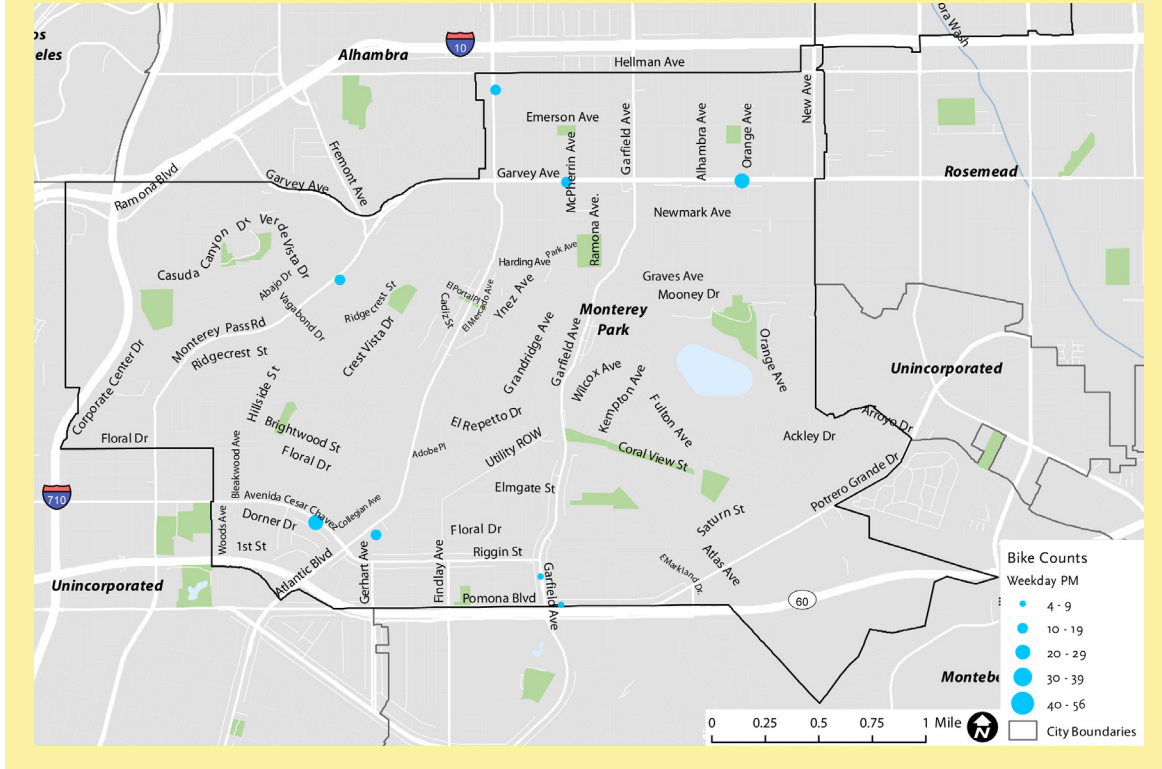 os
eles
Alhambra
10
ora Wash
Hellman Ave
New Ave
Emerson Ave
McPherrin Ave
Garfield Ave
Alhambra Ave
Orange Ave
Fremont Ave
Garvey Ave
Garvey Ave
Ramona Blvd
Rosemead
Newmark Ave
Ramona Ave.
Casuda Canyon Dr
Verde Vista Dr
Park Ave
Harding Ave
Abajo Dr
Vagabond Dr
Ridgecrest St
El Portal Pl
El Mercado Ave
Cadiz St
Ynez Ave
Graves Ave
Mooney Dr
Monterey
Park
Monterey Pass Rd
Ridgecrest St
Crest Vista Dr
Grandridge Ave
Garfield Ave
Orange Ave
Corporate Center Dr
Hillside St
Wilcox Ave
Kempton Ave
Fulton Ave
Unincorporated
Arroyo Dr
Floral Dr
Brightwood St
Floral Dr
El Repetto Dr
Utility ROW
Adobe Pl
Coral View St
Ackley Dr
Potrero Grande Dr
Bleakwood Ave
710
Elmgate St
Avenida Cesar Chavez
Collegian Ave
Dorner Dr
Woods Ave
1st St
Floral Dr
Saturn St
Riggin St
Atlas Ave
E Markland Dr.
Unincorporated
Atlantic Blvd
Gerhart Ave
Findlay Ave
Pomona Blvd
Garfield Ave
60
Montebe
Bike Counts
Weekday PM
4 - 9
10 - 19
20 - 29
30 - 39
40 - 56
City Boundaries
0 0.25 0.5 0.75 1 Mile
N